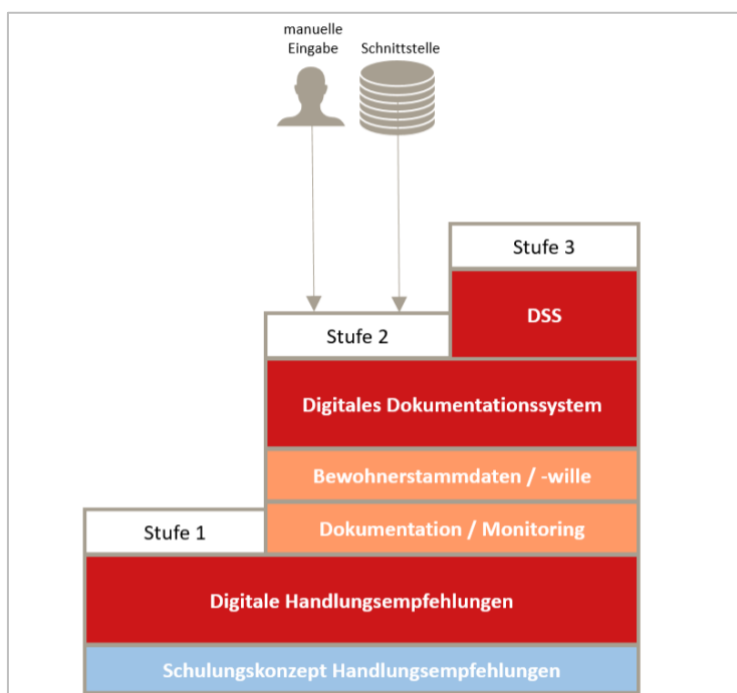 manuelle
Eingabe
Schnittstelle
Stufe 3
DSS
Stufe 2
Digitales Dokumentationssystem
Bewohnerstammdaten / -wille
Dokumentation / Monitoring
Stufe 1
Digitale Handlungsempfehlungen
Schulungskonzept Handlungsempfehlungen